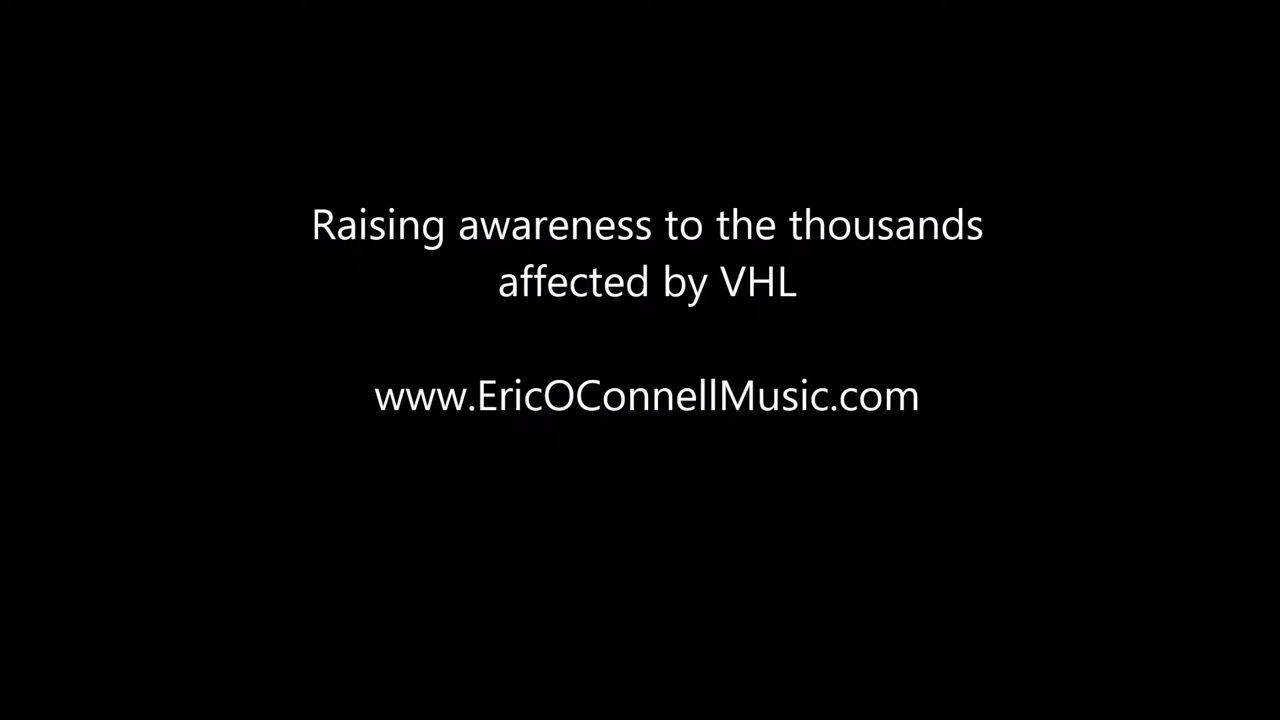 Raising awareness to the thousands
affected by VHL
www.EricOConnellMusic.com